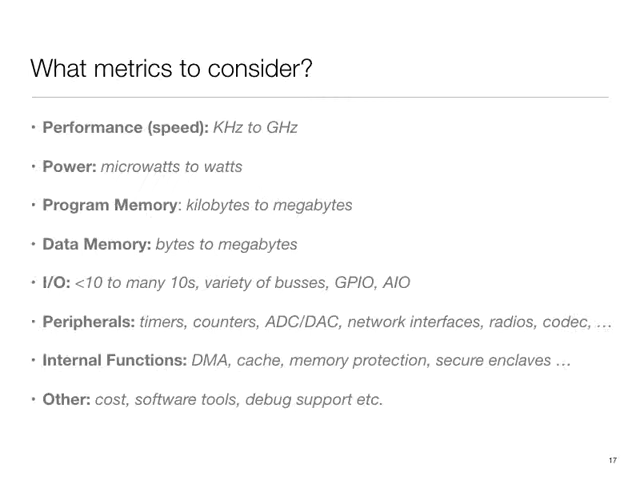 What metrics to consider?
• Performance (speed): KHz to GHz
• Power: microwatts to watts
• Program Memory: kilobytes to megabytes
• Data Memory: bytes to megabytes
• I/O: <10 to many 10s, variety of busses, GPIO, AIO
• Peripherals: timers, counters, ADC/DAC, network interfaces, radios, codec, …
• Internal Functions: DMA, cache, memory protection, secure enclaves …
• Other: cost, software tools, debug support etc.
17